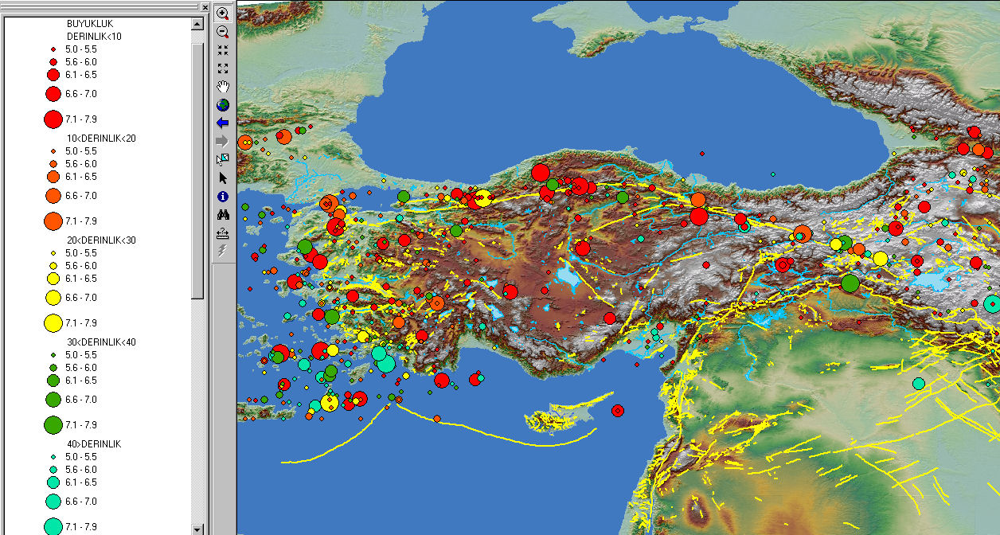 BUYUKLUK
DERINLIK<10
5.0 - 5.5
5.6 - 6.0
6.1 - 6.5
6.6 - 7.0
7.1 - 7.9
10<DERINLIK<20
5.0 - 5.5
5.6 - 6.0
6.1 - 6.5
6.6 - 7.0
7.1 - 7.9
20<DERINLIK<30
5.0 - 5.5
5.6 - 6.0
6.1 - 6.5
6.6 - 7.0
7.1 - 7.9
30<DERINLIK<40
5.0 - 5.5
5.6 - 6.0
6.1 - 6.5
6.6 - 7.0
7.1 - 7.9
40>DERINLIK
5.0 - 5.5
5.6 - 6.0
6.1 - 6.5
6.6 - 7.0
7.1 - 7.9